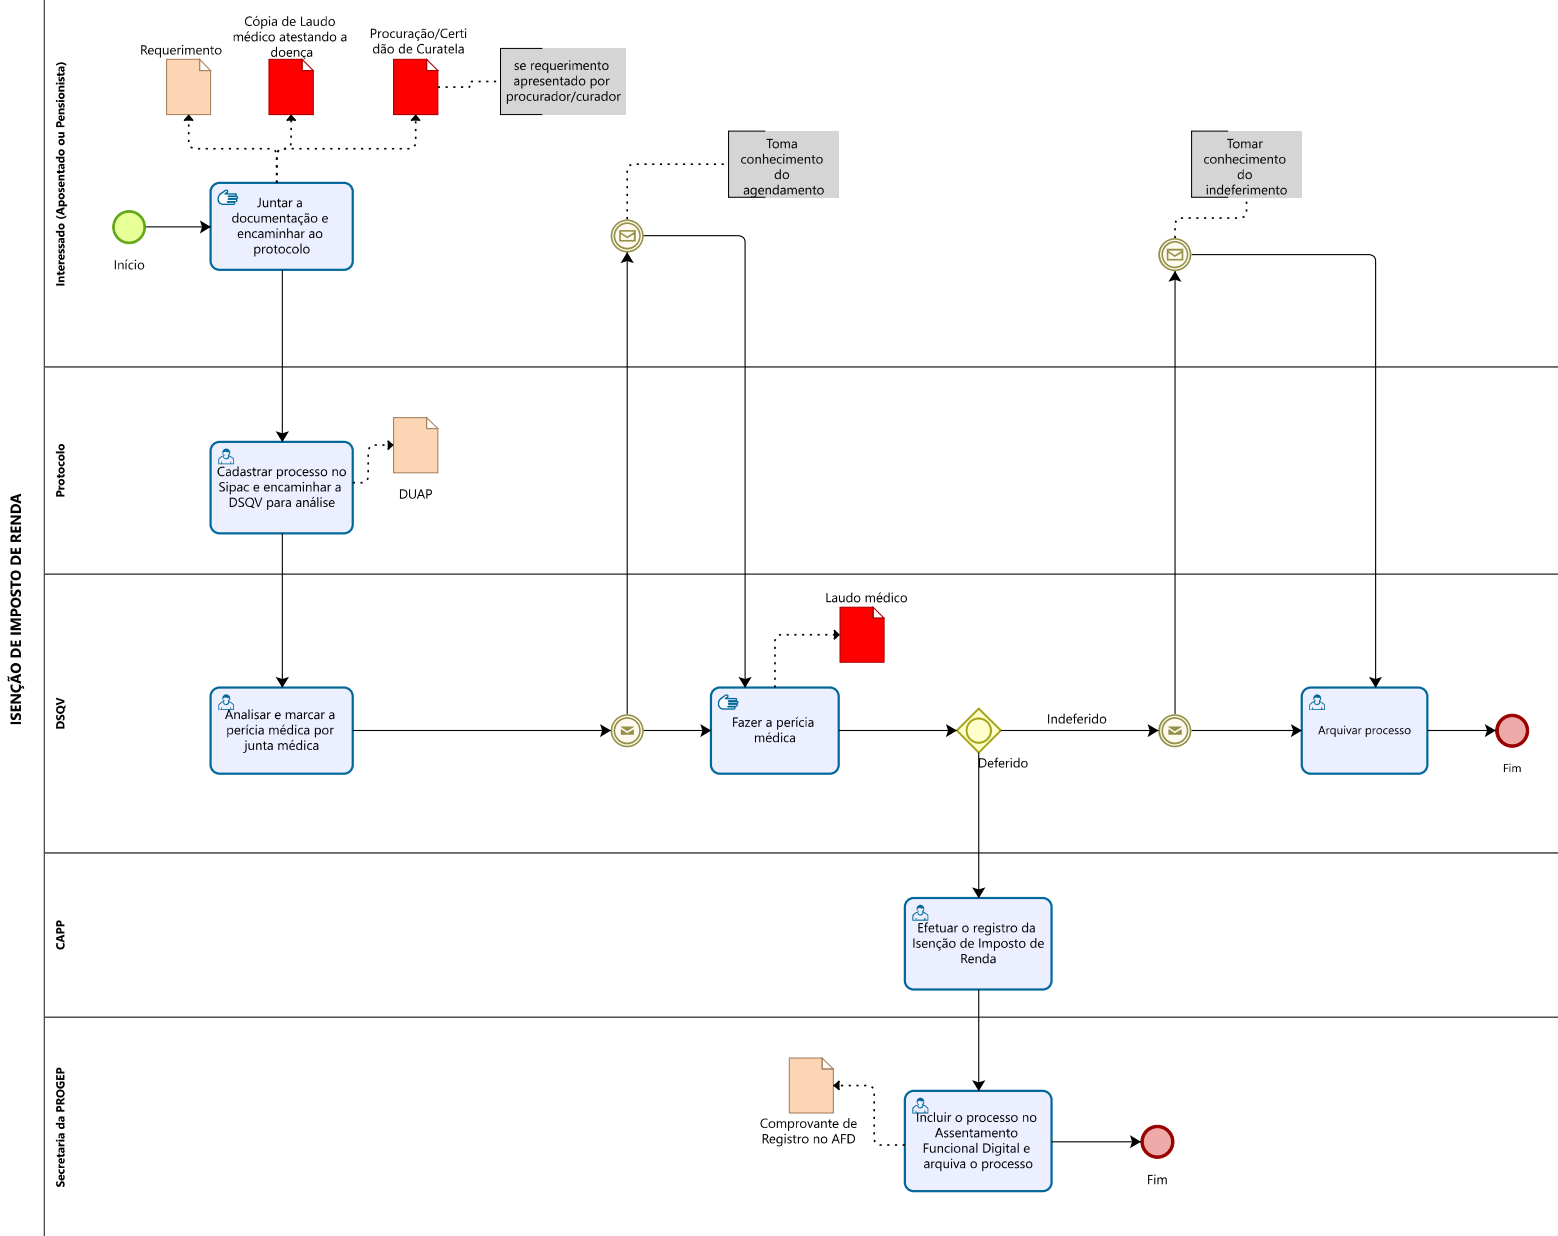 ISENÇÃO DE IMPOSTO DE RENDA
Interessado (Aposentado ou Pensionista)
Requerimento
Cópia de Laudo
médico atestando a
doença
Procuração/Certi
dão de Curatela
se requerimento
apresentado por
procurador/curador
Início
Juntar a
documentação e
encaminhar ao
protocolo
Toma
conhecimento
do
agendamento
Tomar
conhecimento
do
indeferimento
Protocolo
Cadastrar processo no
Sipac e encaminhar a
DSQV para análise
DUAP
DSQV
Analisar e marcar a
perícia médica por
junta médica
Laudo médico
Fazer a perícia
médica
Indeferido
Deferido
Arquivar processo
Fim
CAPP
Efetuar o registro da
Isenção de Imposto de
Renda
Secretaria da PROGEP
Comprovante de
Registro no AFD
Incluir o processo no
Assentamento
Funcional Digital e
arquiva o processo
Fim